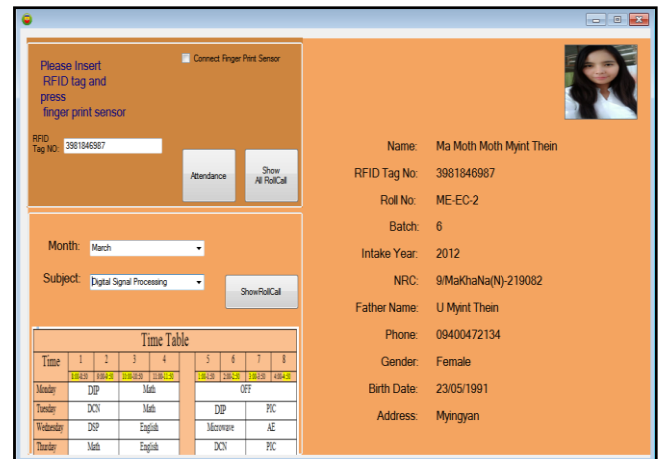 Please Insert
RFID tag and
press
finger print sensor
Connect Finger Print Sensor
RFID
Tag NO: 3981846987
Attendance
Show
All RollCall
Month: March
Subject: Digital Signal Processing
ShowRollCall
Time Table
Time 1 2 3 4 5 6 7 8
Monday DIP Math OFF
Tuesday DCN Math DIP PIC
Wednesday DSP English Microwave AE
Thursday Math English DCN PIC
Name: Ma Moth Moth Myint Thein
RFID Tag No: 3981846987
Roll No: ME-EC-2
Batch: 6
Intake Year: 2012
NRC: 9/MaKhaNa(N)-219082
Father Name: U Myint Thein
Phone: 09400472134
Gender: Female
Birth Date: 23/05/1991
Address: Myingyan